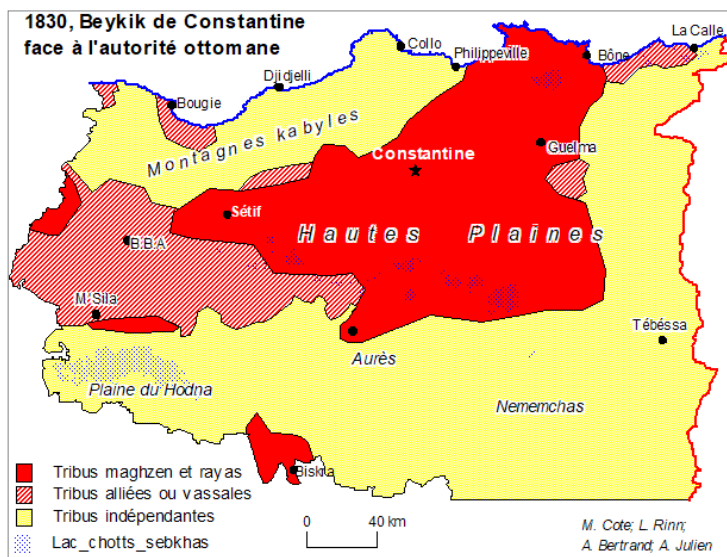 1830, Beykik de Constantine
face à l'autorité ottomane
La Calle
Collo
Philippeville
Bône
Djidjelli
Bougie
Montagnes kabyles
Constantine
Guelma
Sétif
Hautes Plaines
B.B.A
M'Sila
Tébéssa
Aurès
Plaine du Hodna
Nememchas
Biskra
Tribus maghzen et rayas
Tribus alliées ou vassales
Tribus indépendantes
Lac_chotts_sebkhas
0 40 km
M. Cote; L. Rinn;
A. Bertrand; A. Julien